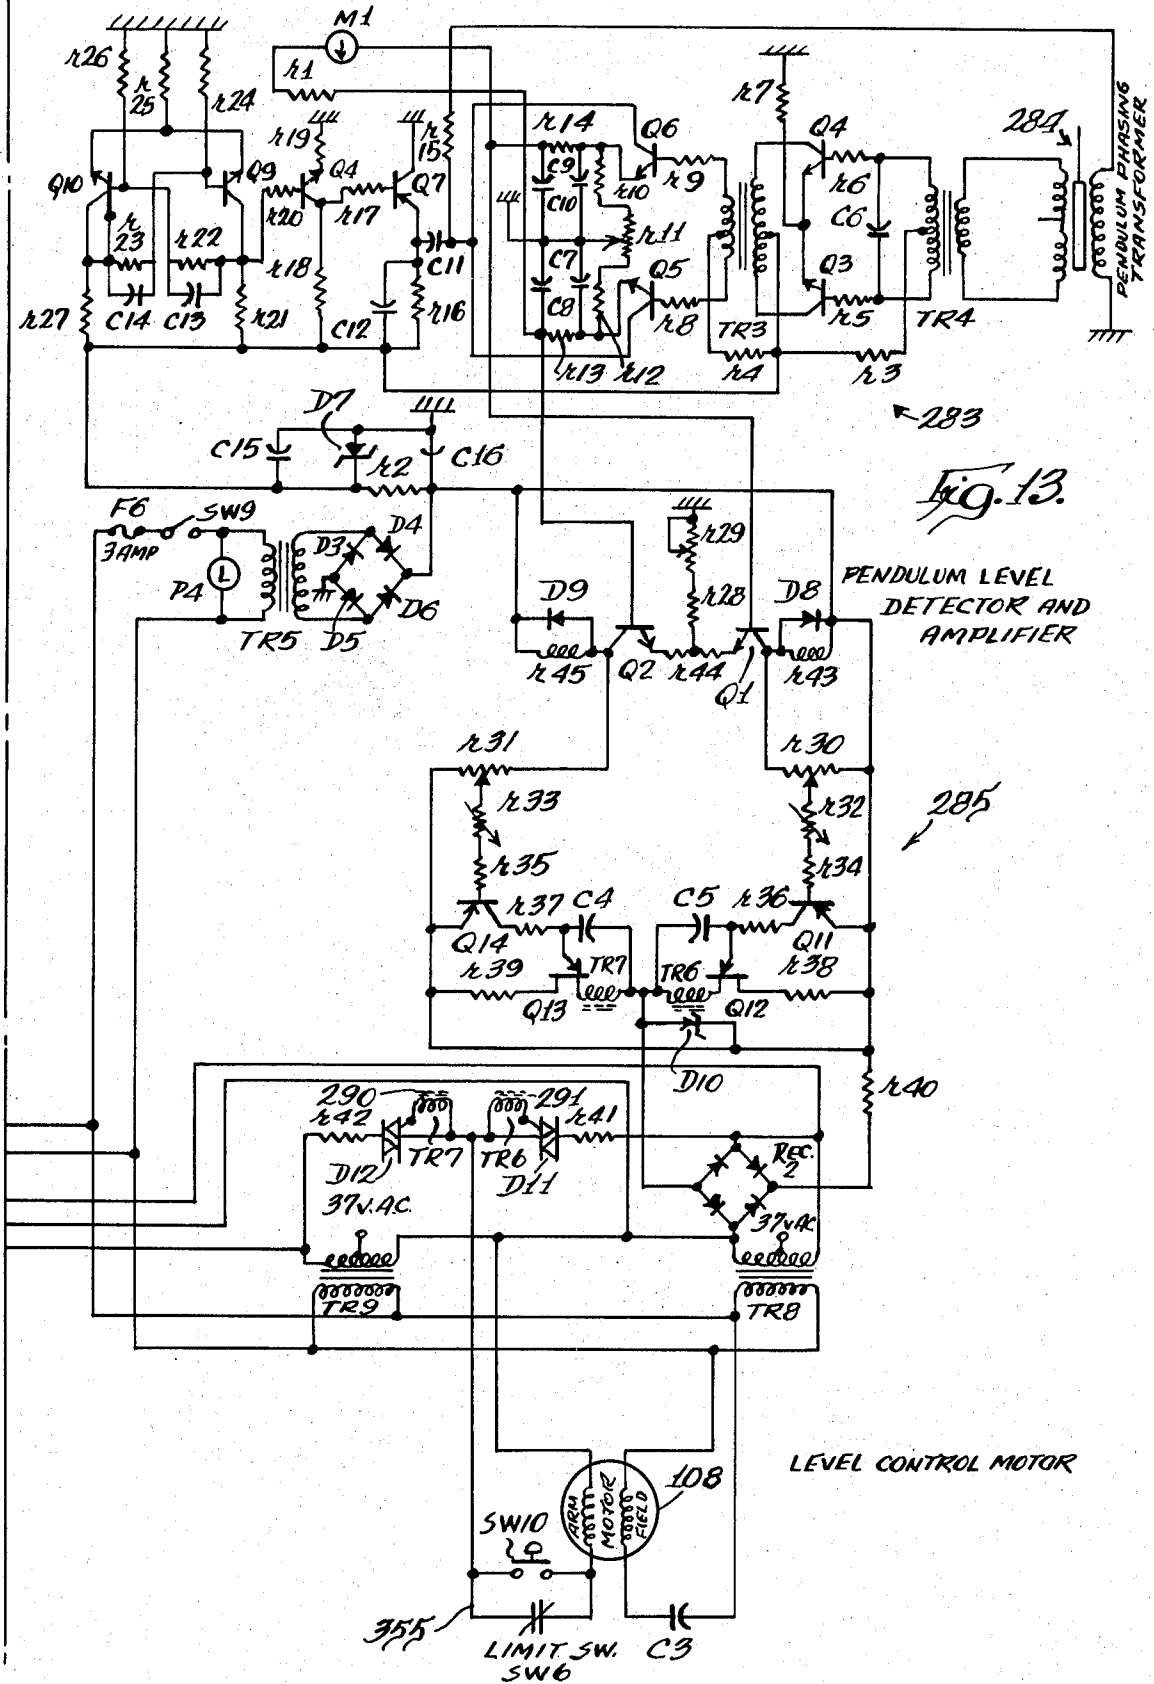 M1
r26
r
25
r24
r1
r19
r
15
r14
Q6
r7
Q4
284
PENDULUM PHASING
TRANSFORMER
Q10
Q9
Q4
Q7
C9
r10
r9
r6
r20
r17
C10
r11
C6
r
23
r22
r18
C11
C7
Q5
Q3
r27
C14
C13
r21
C12
r16
C8
r8
TR3
r5
TR4
r13
r12
r4
r3
283
D7
C15
r2
C16
Fig. 13.
F6
SW9
3 AMP
D3
D4
r29
P4
L
D9
r28
D8
PENDULUM LEVEL
DETECTOR AND
AMPLIFIER
TR5
D5
D6
r45
Q2
r44
Q1
r43
r31
r30
r33
r32
285
r35
r34
r37
C4
C5
r36
Q14
Q11
r39
TR7
TR6
r38
Q13
Q12
D10
r40
290
291
r42
r41
TR7
TR6
REC.
2
D12
D11
37V.A.C.
37V A.C.
TR9
TR8
LEVEL CONTROL MOTOR
108
ARM
MOTOR
FIELD
SW10
355
LIMIT SW.
SW6
C3